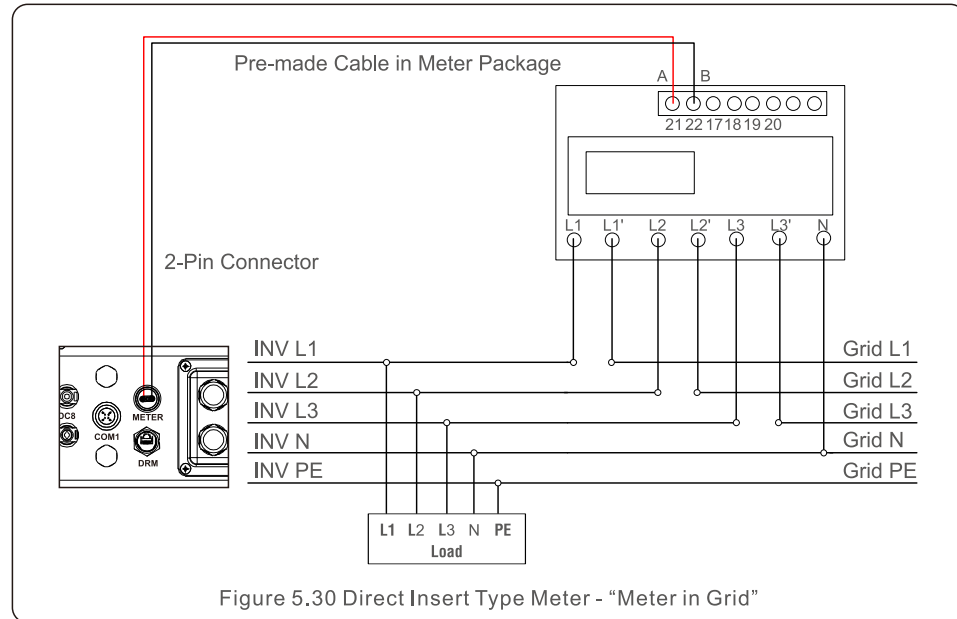 Pre-made Cable in Meter Package
A B
21 22 17 18 19 20
L1 L1' L2 L2' L3 L3' N
2-Pin Connector
DC8
COM1
METER
DRM
INV L1 Grid L1
INV L2 Grid L2
INV L3 Grid L3
INV N Grid N
INV PE Grid PE
L1 L2 L3 N PE
Load
Figure 5.30 Direct Insert Type Meter - “Meter in Grid”